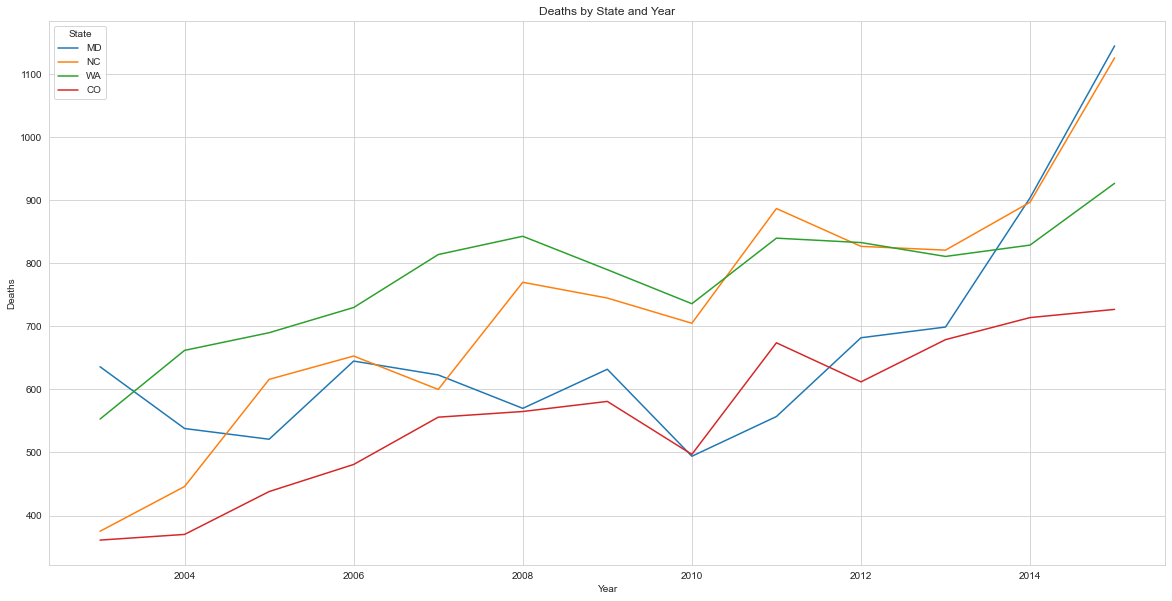 Deaths by State and Year
State
MD
NC
WA
CO
1100
1000
900
800
700
600
500
400
Deaths
2004 2006 2008 2010 2012 2014
Year